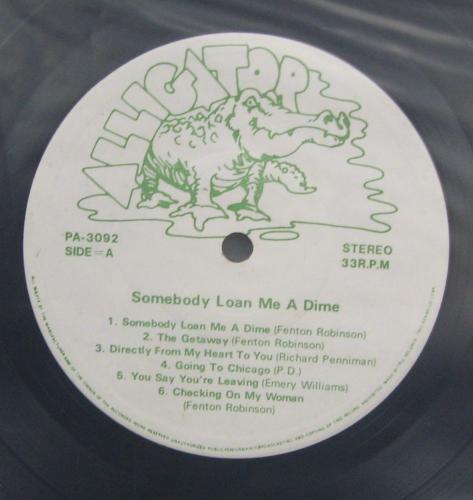 ALLIGATOR
PA-3092
SIDE=A
STEREO
33R.P.M
Somebody Loan Me A Dime
1. Somebody Loan Me A Dime (Fenton Robinson)
2. The Getaway (Fenton Robinson)
3. Directly From My Heart To You (Richard Penniman)
4. Going To Chicago (P.D.)
5. You Say You're Leaving (Emery Williams)
6. Checking On My Woman
(Fenton Robinson)